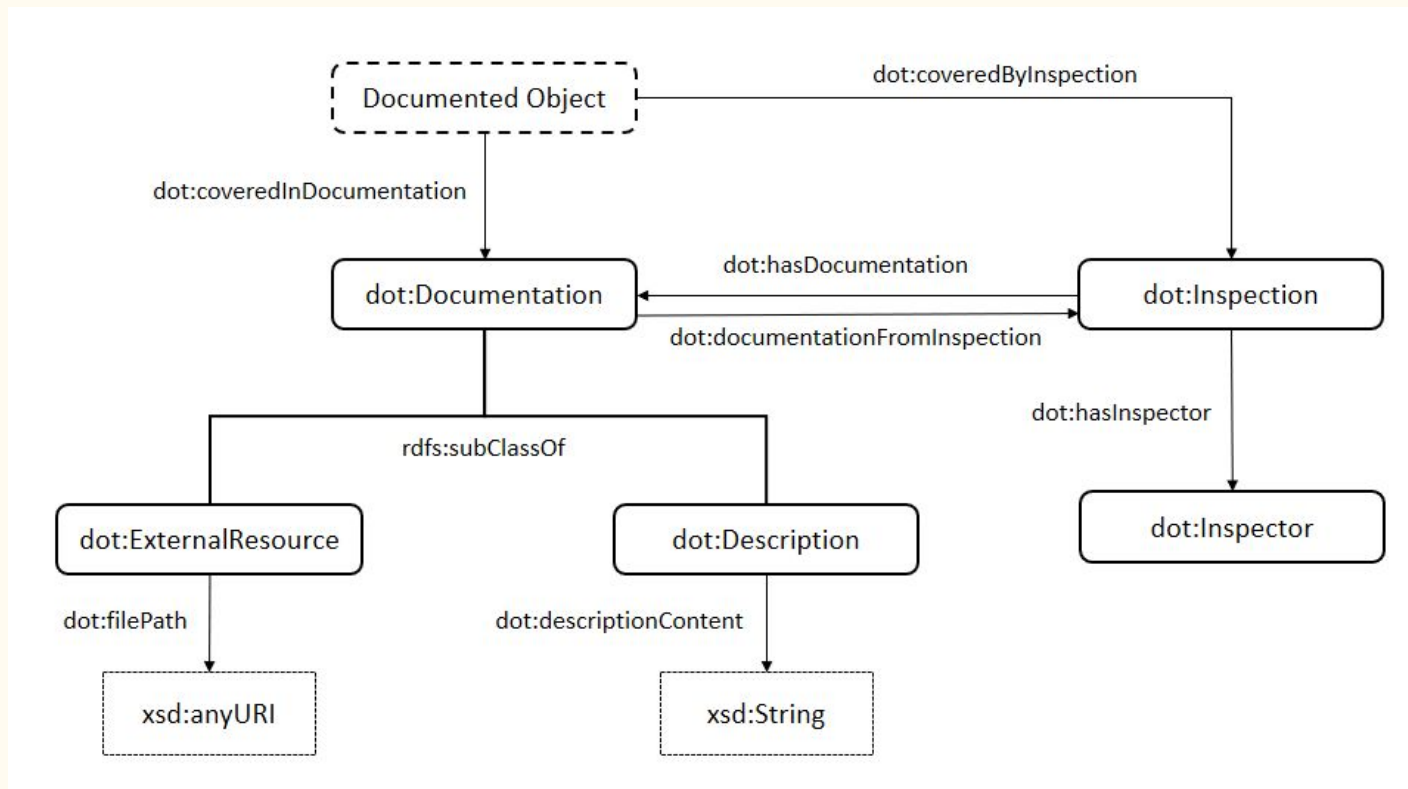 Documented Object
dot:coveredByInspection
dot:coveredInDocumentation
dot:Documentation
dot:hasDocumentation
dot:documentationFromInspection
dot:Inspection
dot:hasInspector
dot:Inspector
rdfs:subClassOf
dot:ExternalResource
dot:Description
dot:filePath
dot:descriptionContent
xsd:anyURI
xsd:String